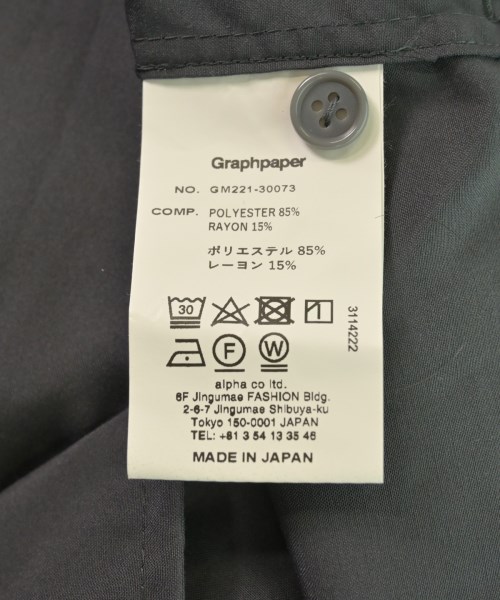 Graphpaper
NO. GM221-30073
COMP. POLYESTER 85%
RAYON 15%
ポリエステル 85%
レーヨン 15%
30
3114222
F W
alpha co ltd.
6F Jingumae FASHION Bldg.
2-6-7 Jingumae Shibuya-ku
Tokyo 150-0001 JAPAN
TEL: +81 3 54 13 35 46
MADE IN JAPAN